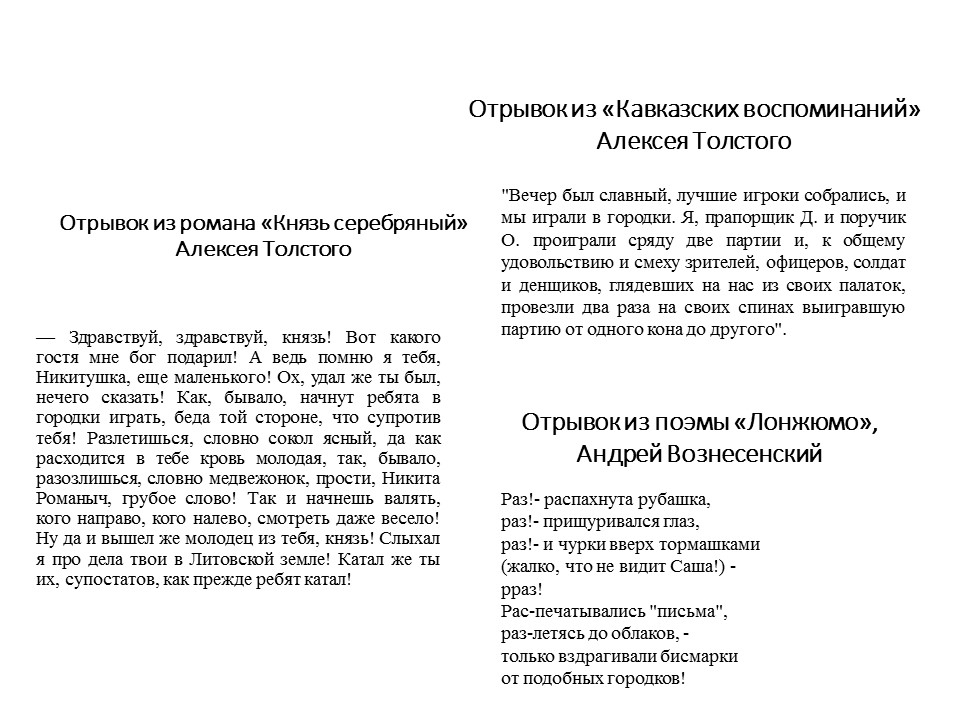 Отрывок из романа «Князь серебряный»
Алексея Толстого
— Здравствуй, здравствуй, князь! Вот какого
гостя мне бог подарил! А ведь помню я тебя,
Никитушка, еще маленького! Ох, удал же ты был,
нечего сказать! Как, бывало, начнут ребята в
городки играть, беда той стороне, что супротив
тебя! Разлетишься, словно сокол ясный, да как
расходится в тебе кровь молодая, так, бывало,
разозлишься, словно медвежонок, прости, Никита
Романыч, грубое слово! Так и начнешь валять,
кого направо, кого налево, смотреть даже весело!
Ну да и вышел же молодец из тебя, князь! Слыхал
я про дела твои в Литовской земле! Катал же ты
их, супостатов, как прежде ребят катал!
Отрывок из «Кавказских воспоминаний»
Алексея Толстого
"Вечер был славный, лучшие игроки собрались, и
мы играли в городки. Я, прапорщик Д. и поручик
О. проиграли сряду две партии и, к общему
удовольствию и смеху зрителей, офицеров, солдат
и денщиков, глядевших на нас из своих палаток,
провезли два раза на своих спинах выигравшую
партию от одного кона до другого".
Отрывок из поэмы «Лонжюмо»,
Андрей Вознесенский
Раз!- распахнута рубашка,
раз!- прищуривался глаз,
раз!- и чурки вверх тормашками
(жалко, что не видит Саша!) -
рраз!
Рас-печатывались "письма",
раз-летясь до облаков, -
только вздрагивали бисмарки
от подобных городков!